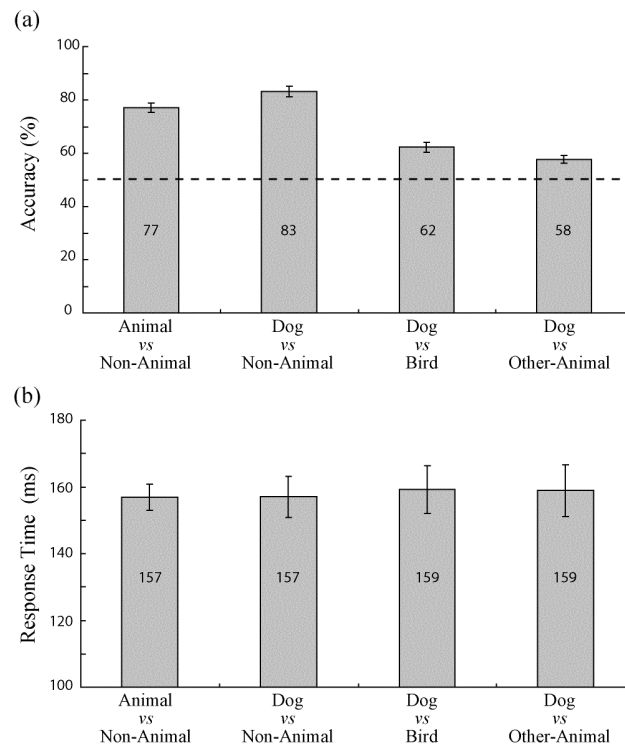 (a)
100
80
60
40
20
0
Accuracy (%)
77
83
62
58
Animal
vs
Non-Animal
Dog
vs
Non-Animal
Dog
vs
Bird
Dog
vs
Other-Animal
(b)
180
160
140
120
100
Response Time (ms)
157
157
159
159
Animal
vs
Non-Animal
Dog
vs
Non-Animal
Dog
vs
Bird
Dog
vs
Other-Animal